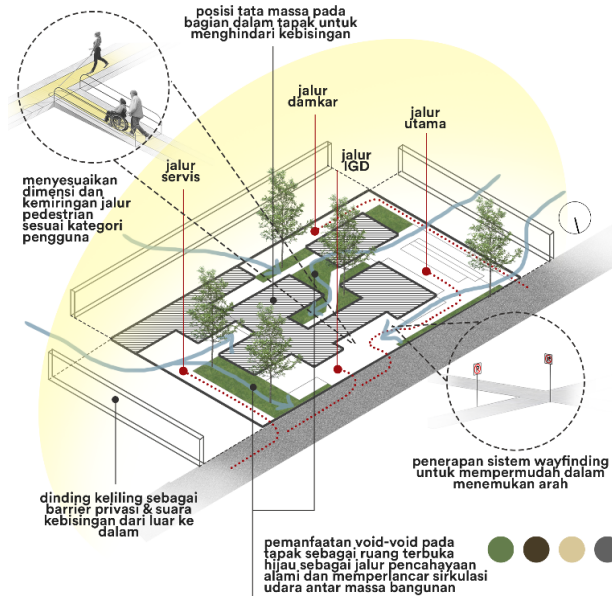 posisi tata massa pada
bagian dalam tapak untuk
menghindari kebisingan
jalur
damkar
jalur
utama
jalur
servis
jalur
IGD
menyesuaikan
dimensi dan
kemiringan jalur
pedestrian
sesuai kategori
pengguna
penerapan sistem wayfinding
untuk mempermudah dalam
menemukan arah
dinding keliling sebagai
barrier privasi & suara
kebisingan dari luar ke
dalam
pemanfaatan void-void pada
tapak sebagai ruang terbuka
hijau sebagai jalur pencahayaan
alami dan memperlancar sirkulasi
udara antar massa bangunan